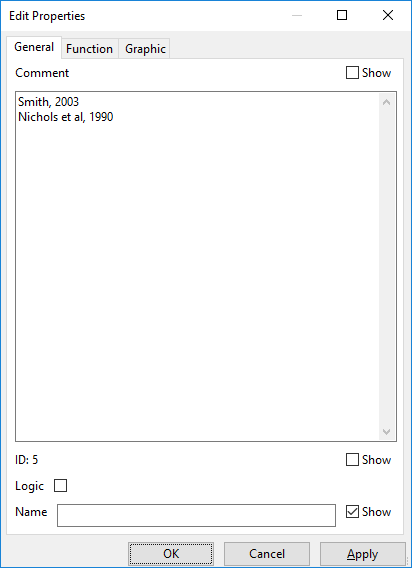 Edit Properties
General Function Graphic
Comment Show
Smith, 2003
Nichols et al, 1990
ID: 5 Show
Logic
Name Show
OK Cancel Apply